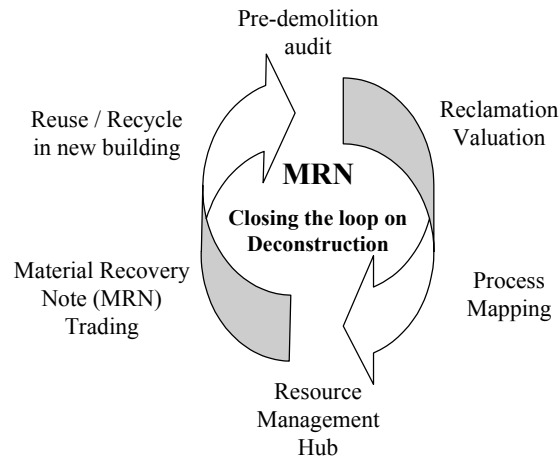 Pre-demolition
audit
Reclamation
Valuation
Process
Mapping
Resource
Management
Hub
Material Recovery
Note (MRN)
Trading
Reuse / Recycle
in new building
MRN
Closing the loop on
Deconstruction